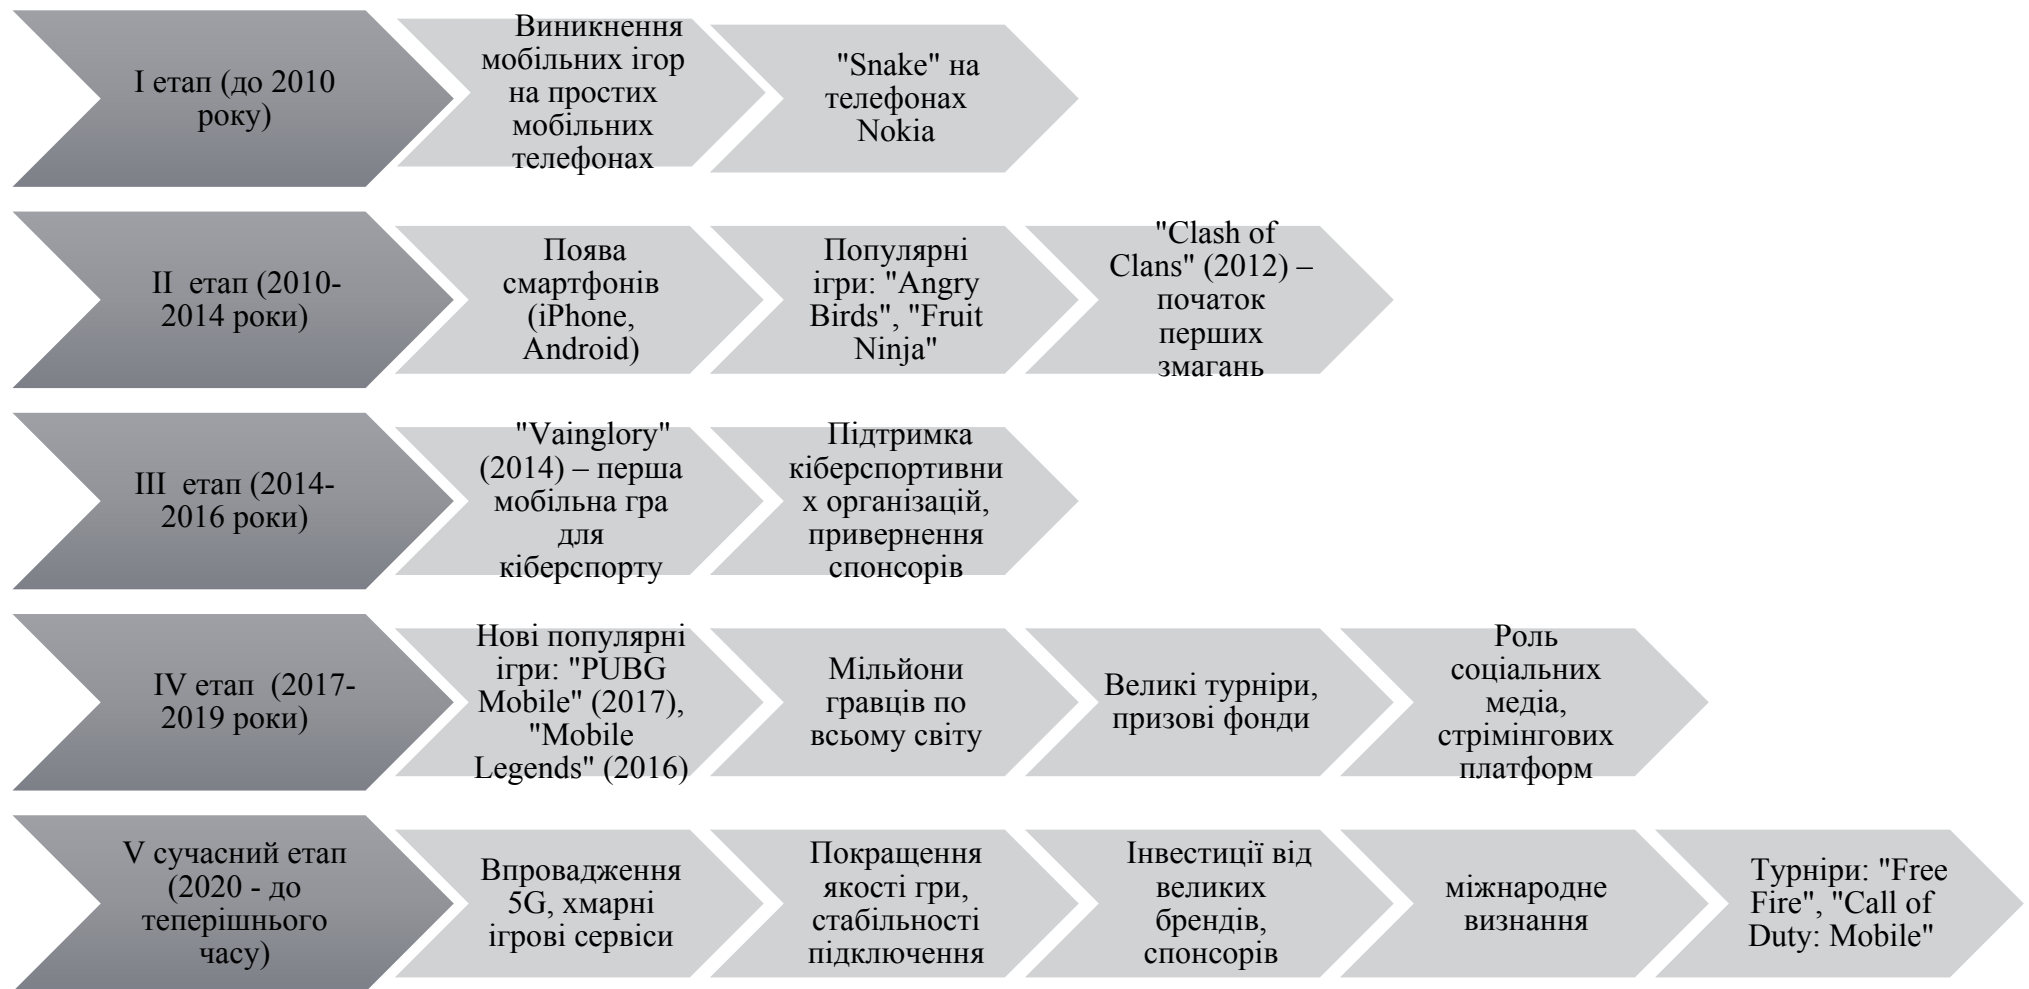 І етап (до 2010
року)
Виникнення
мобільних ігор
на простих
мобільних
телефонах
"Snake" на
телефонах
Nokia
ІІ етап (2010-
2014 роки)
Поява
смартфонів
(iPhone,
Android)
Популярні
ігри: "Angry
Birds", "Fruit
Ninja"
"Clash of
Clans" (2012) –
початок
перших
змагань
ІІІ етап (2014-
2016 роки)
"Vainglory"
(2014) – перша
мобільна гра
для
кіберспорту
Підтримка
кіберспортивни
х організацій,
привернення
спонсорів
IV етап (2017-
2019 роки)
Нові популярні
ігри: "PUBG
Mobile" (2017),
"Mobile
Legends" (2016)
Мільйони
гравців по
всьому світу
Великі турніри,
призові фонди
Роль
соціальних
медіа,
стрімінгових
платформ
V сучасний етап
(2020 - до
теперішнього
часу)
Впровадження
5G, хмарні
ігрові сервіси
Покращення
якості гри,
стабільності
підключення
Інвестиції від
великих
брендів,
спонсорів
міжнародне
визнання
Турніри: "Free
Fire", "Call of
Duty: Mobile"